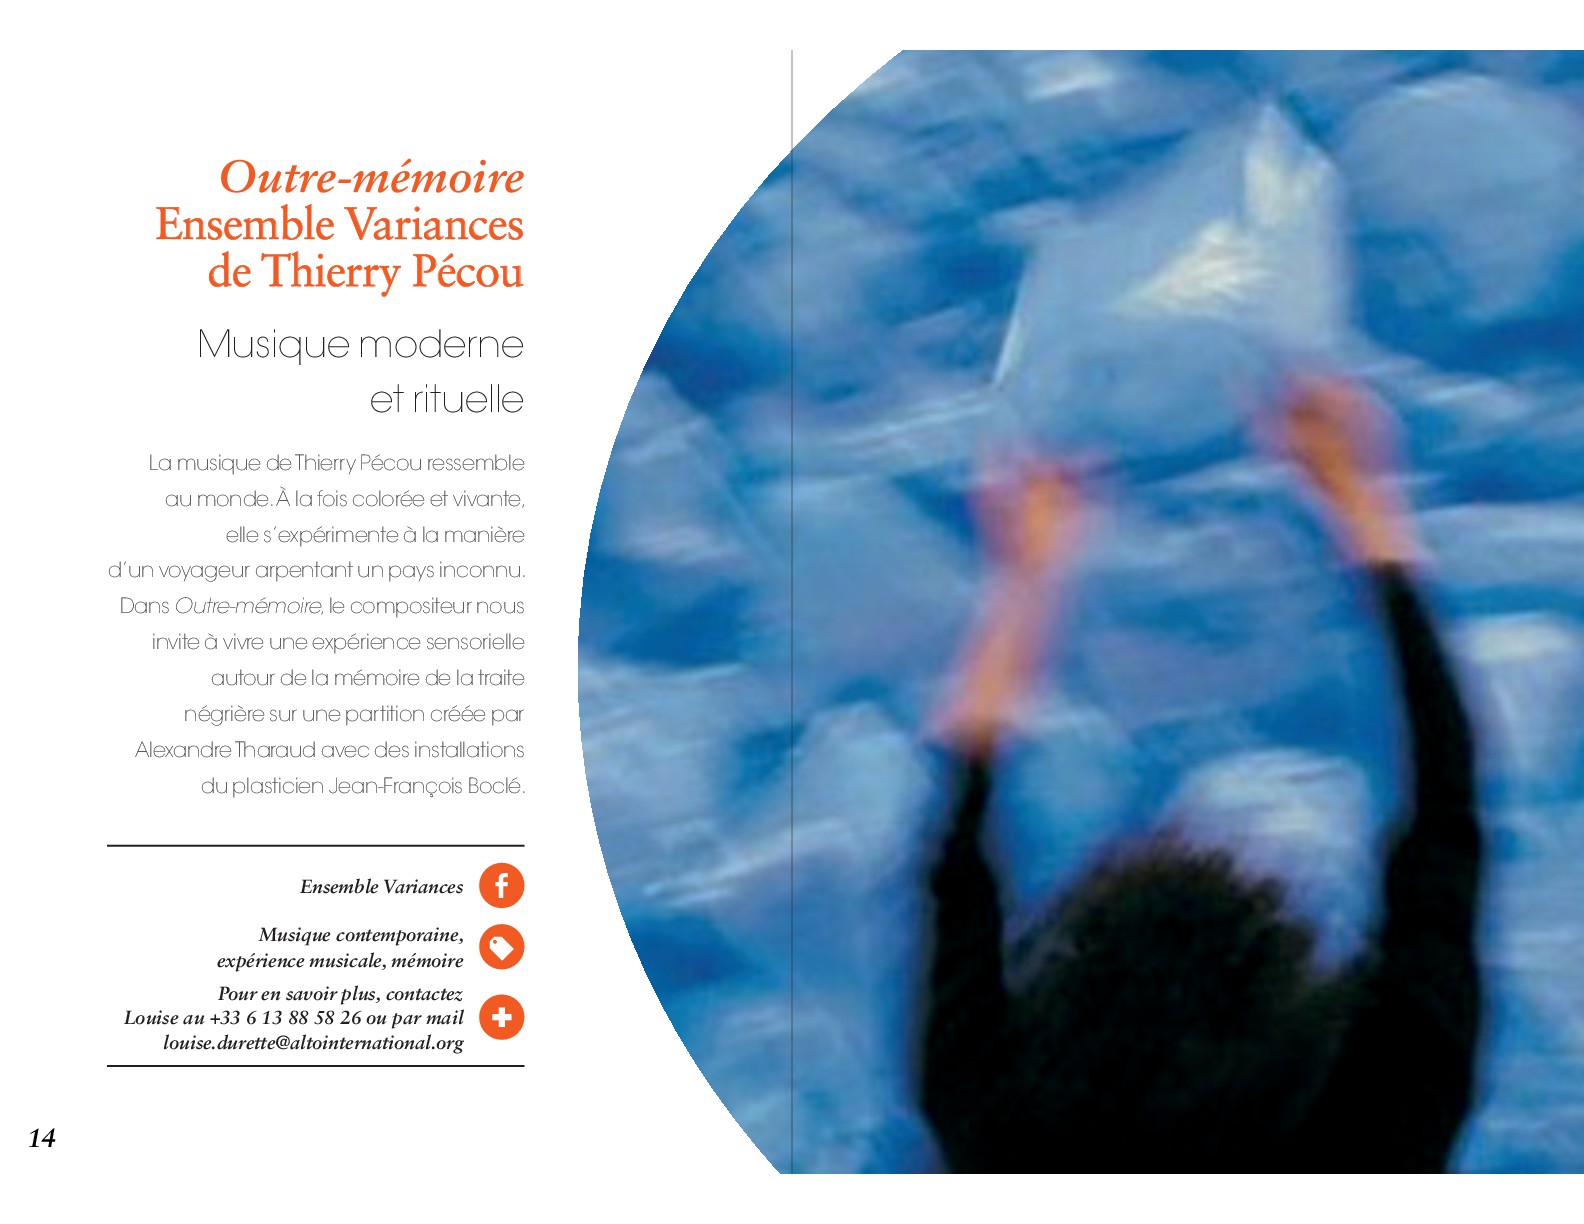 Outre-mémoire
Ensemble Variances
de Thierry Pécou
Musique moderne
et rituelle
La musique de Thierry Pécou ressemble
au monde. À la fois colorée et vivante,
elle s'expérimente à la manière
d'un voyageur arpentant un pays inconnu.
Dans Outre-mémoire, le compositeur nous
invite à vivre une expérience sensorielle
autour de la mémoire de la traite
négrière sur une partition créée par
Alexandre Tharaud avec des installations
du plasticien Jean-François Boclé.
Ensemble Variances
Musique contemporaine,
expérience musicale, mémoire
Pour en savoir plus, contactez
Louise au +33 6 13 88 58 26 ou par mail
louise.durette@altointernational.org
14